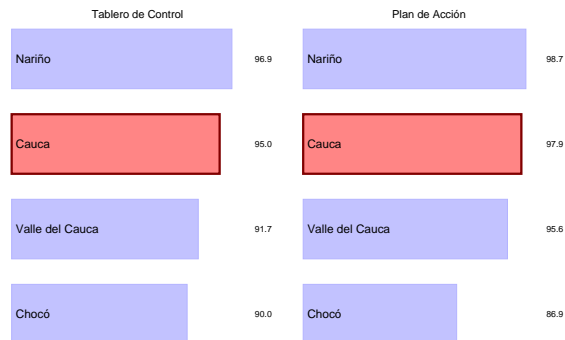 Tablero de Control
Nariño 96.9
Cauca 95.0
Valle del Cauca 91.7
Chocó 90.0
Plan de Acción
Nariño 98.7
Cauca 97.9
Valle del Cauca 95.6
Chocó 86.9